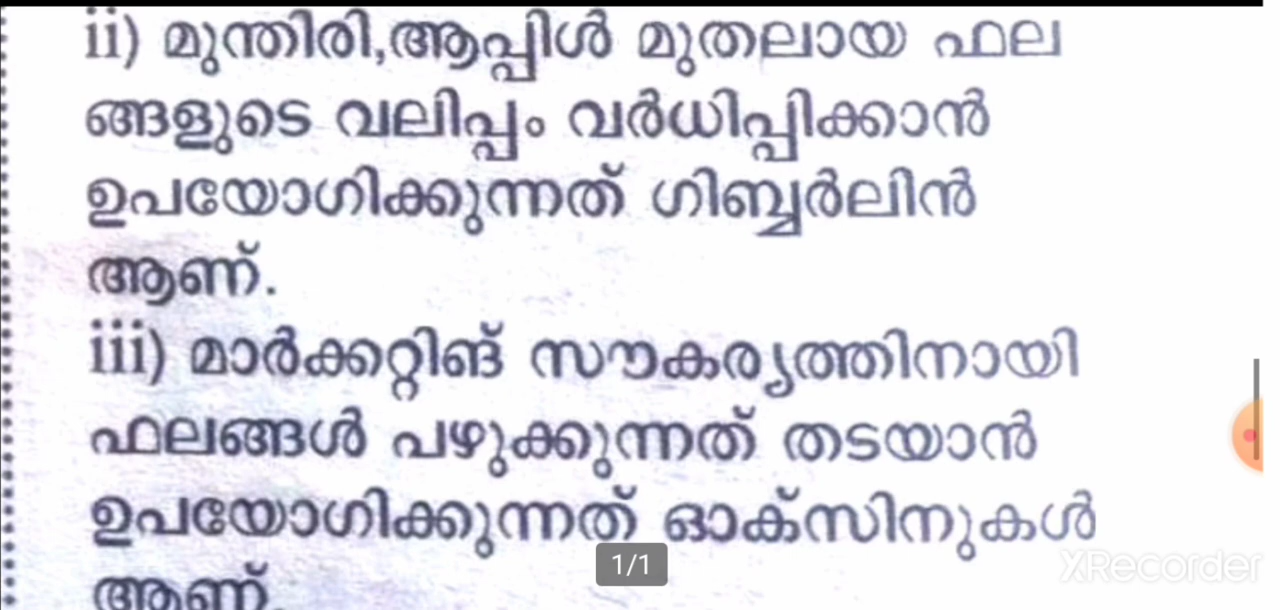 ii) മുന്തിരി,ആപ്പിൾ മുതലായ ഫല
ങ്ങളുടെ വലിപ്പം വർധിപ്പിക്കാൻ
ഉപയോഗിക്കുന്നത് ഗിബ്ബർലിൻ
ആണ്.
iii) മാർക്കറ്റിങ് സൗകര്യത്തിനായി
ഫലങ്ങൾ പഴുക്കുന്നത് തടയാൻ
ഉപയോഗിക്കുന്നത് ഓക്സിനുകൾ
1/1
XRecorder
ആണ്.